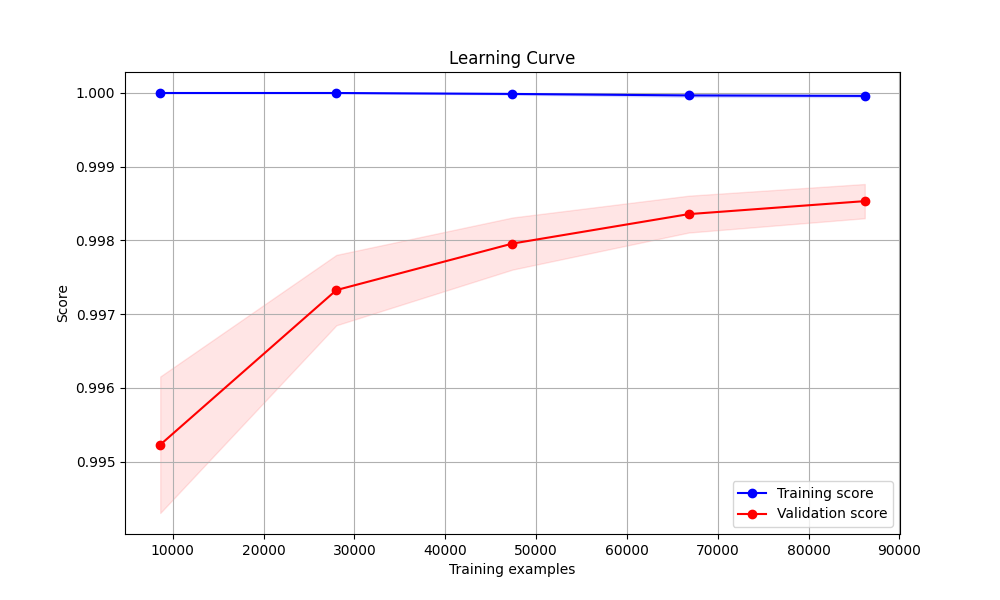 Learning Curve
1.000
0.999
0.998
0.997
0.996
0.995
Score
10000 20000 30000 40000 50000 60000 70000 80000 90000
Training examples
Training score
Validation score